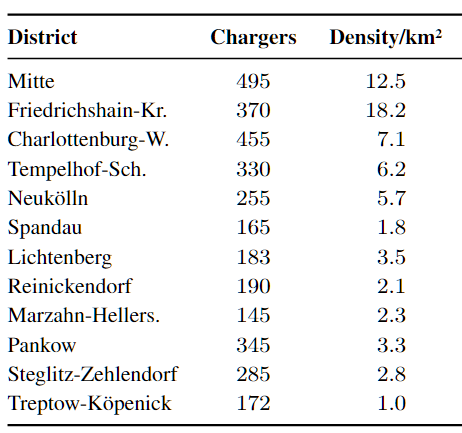 District Chargers Density/km²
Mitte 495 12.5
Friedrichshain-Kr. 370 18.2
Charlottenburg-W. 455 7.1
Tempelhof-Sch. 330 6.2
Neukölln 255 5.7
Spandau 165 1.8
Lichtenberg 183 3.5
Reinickendorf 190 2.1
Marzahn-Hellers. 145 2.3
Pankow 345 3.3
Steglitz-Zehlendorf 285 2.8
Treptow-Köpenick 172 1.0